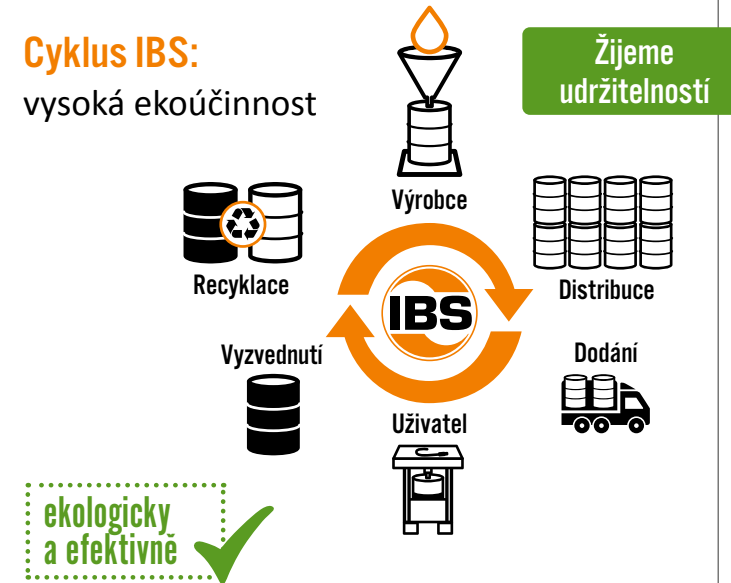 Cyklus IBS:
vysoká ekoúčinnost
Žijeme
udržitelností
Výrobce
Recyklace
Distribuce
IBS
Vyzvednutí
Dodání
Uživatel
ekologicky
a efektivně